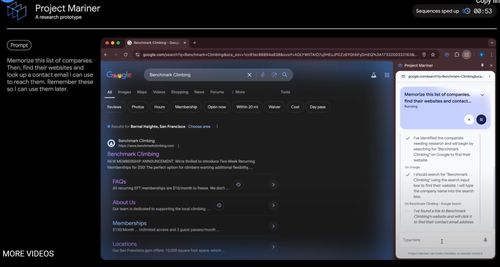 Project Mariner
A research prototype
Sequences sped up
00:53
Prompt
Memorize this list of companies.
Then, find their websites and
look up a contact email I can use
to reach them. Remember these
so I can use them later.
Benchmark Climbing - Goo
Google
Benchmark Climbing
All Images Maps Videos Shopping News Forums More Tools
Reviews Photos Hours Membership Open now Within 20 mi Waiver Cost Day pass
Results for Bernal Heights, San Francisco Choose area
Benchmark Climbing
https://www.benchmarkclimbing.com
Benchmark Climbing
NEW MEMBERSHIP ANNOUNCEMENT. We're thrilled to introduce Two-Week Recurring
Memberships for $50! The perfect option for climbers wanting additional flexibility.
FAQs
All recurring EFT memberships are $10/month to freeze. We don't ...
About Us
Our team is dedicated to supporting the local climbing ...
Memberships
$130/Month ... Unlimited access and 2 guest passes/month ...
Locations
Our San Francisco gym offers: 10,000 square foot space, which ...
Project Mariner
Memorize this list of companies,
find their websites and contact...
Running
I've identified the companies
needing research and will begin by
searching for "Benchmark
Climbing" on Google to find their
website.
On Google
I should search for "Benchmark
Climbing" using the search
input box to find their website. I will type
the company name into the search
box.
On Benchmark Climbing - Google Search
I've found a link to Benchmark
Climbing's website and will click
it to find their contact email address.
Type here
MORE VIDEOS